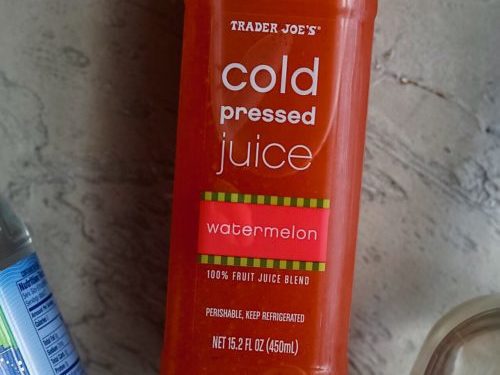 TRADER JOE'S®
cold
pressed
juice
watermelon
100% FRUIT JUICE BLEND
PERISHABLE, KEEP REFRIGERATED
NET 15.2 FL OZ (450mL)